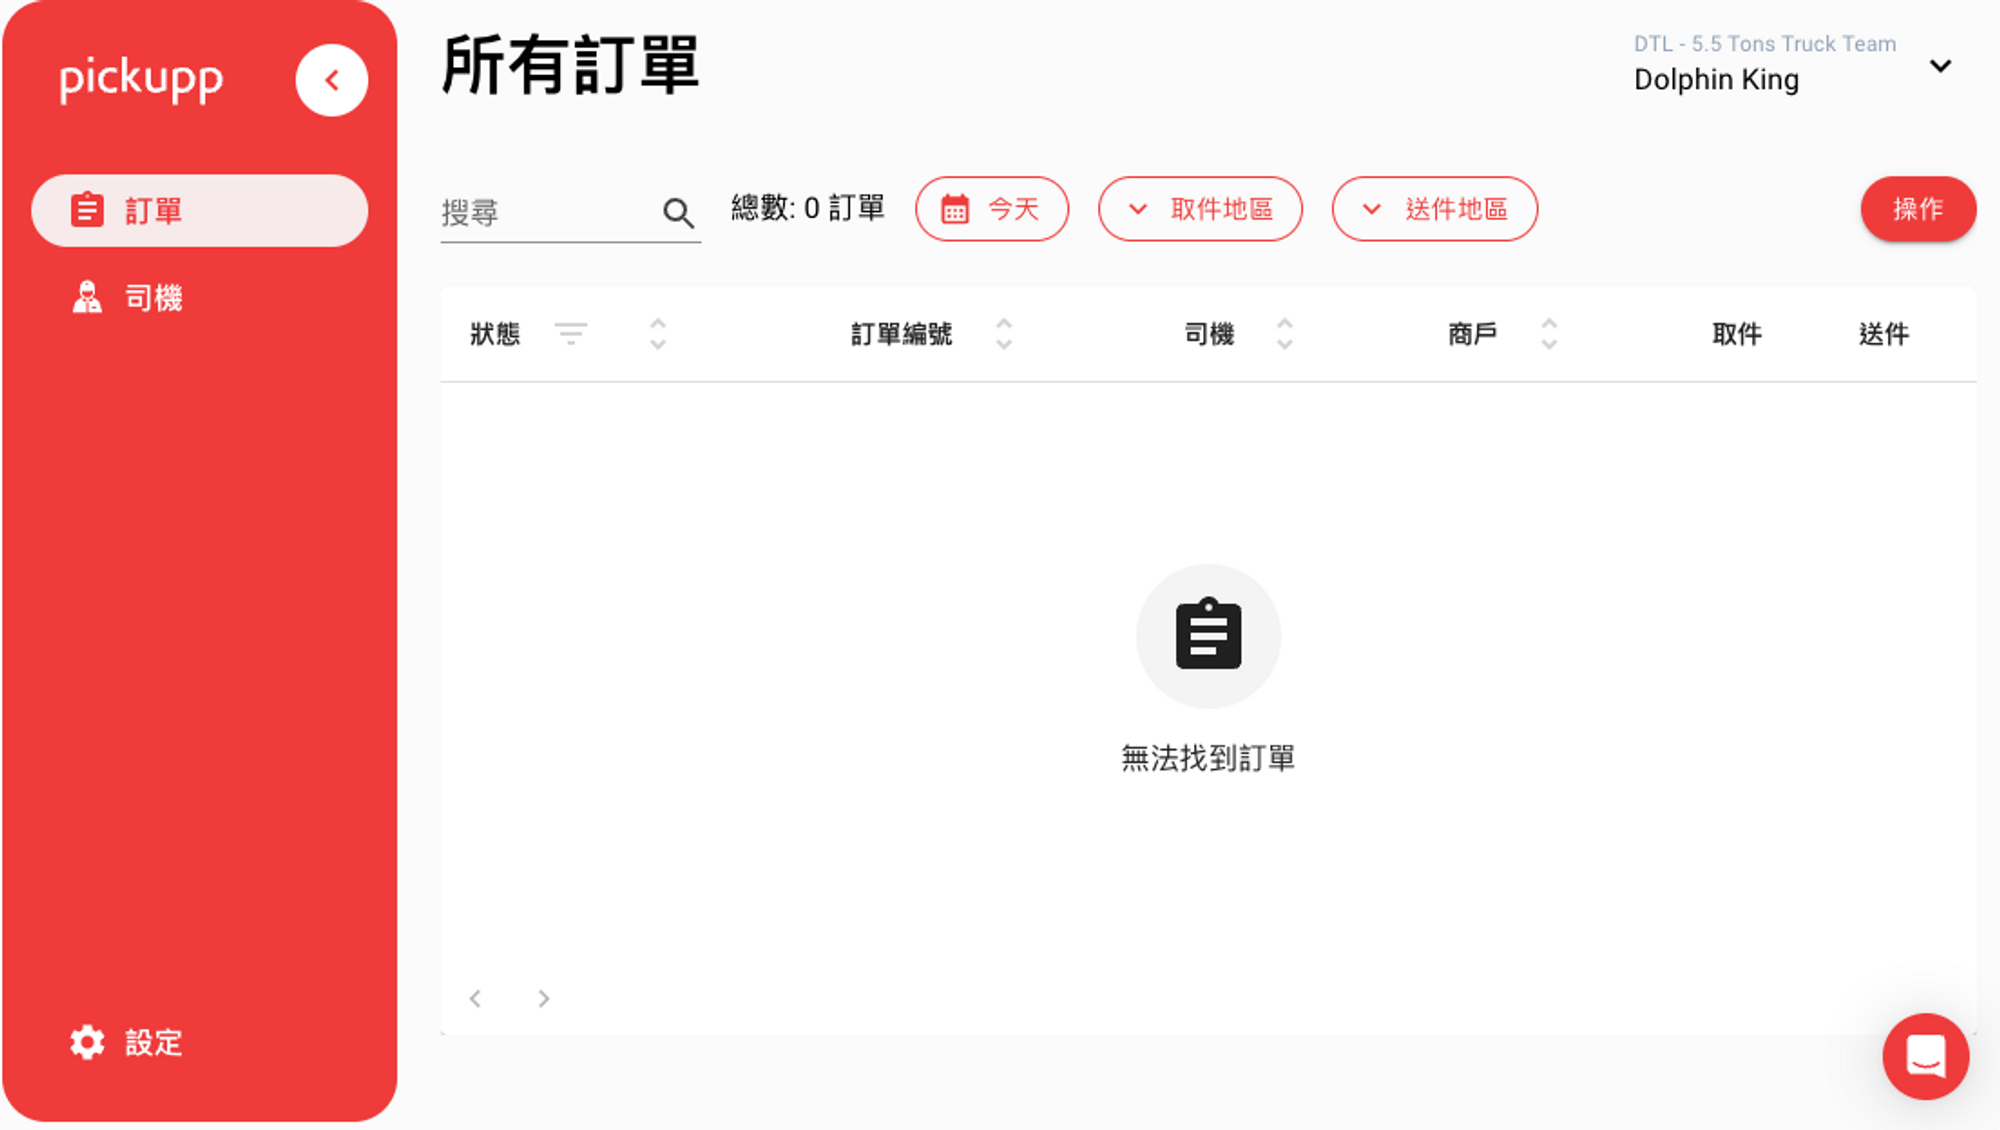 pickupp
訂單
司機
設定
所有訂單
DTL - 5.5 Tons Truck Team
Dolphin King
搜尋
總數: 0 訂單
今天
取件地區
送件地區
操作
狀態 訂單編號 司機 商戶 取件 送件
無法找到訂單